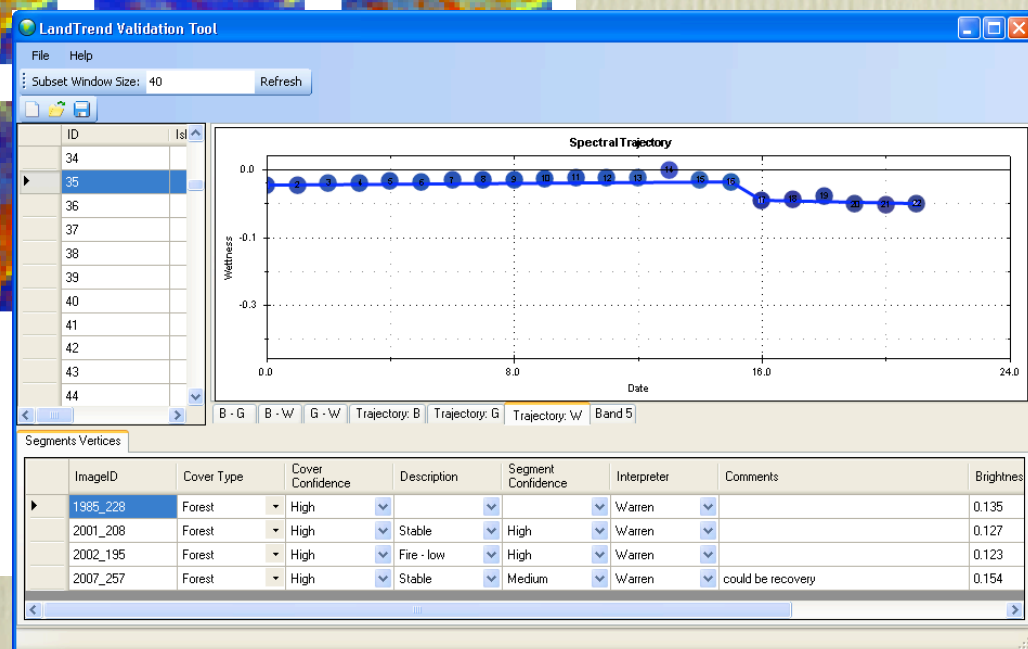 LandTrend Validation Tool
File Help
Subset Window Size: 40 Refresh
ID Isl
34
35
36
37
38
39
40
41
42
43
44
Spectral Trajectory
Wettness
0.0
-0.1
-0.3
1 2 3 4 5 6 7 8 9 10 11 12 13 14 15 16 17 18 19 20 21 22
0.0 8.0 16.0 24.0
Date
B - G B - W G - W Trajectory: B Trajectory: G Trajectory: W Band 5
Segments Vertices
ImageID Cover Type Cover Confidence Description Segment Confidence Interpreter Comments Brightnes
1985_228 Forest High Warren 0.135
2001_208 Forest High Stable High Warren 0.127
2002_195 Forest High Fire - low High Warren 0.123
2007_257 Forest High Stable Medium Warren could be recovery 0.154